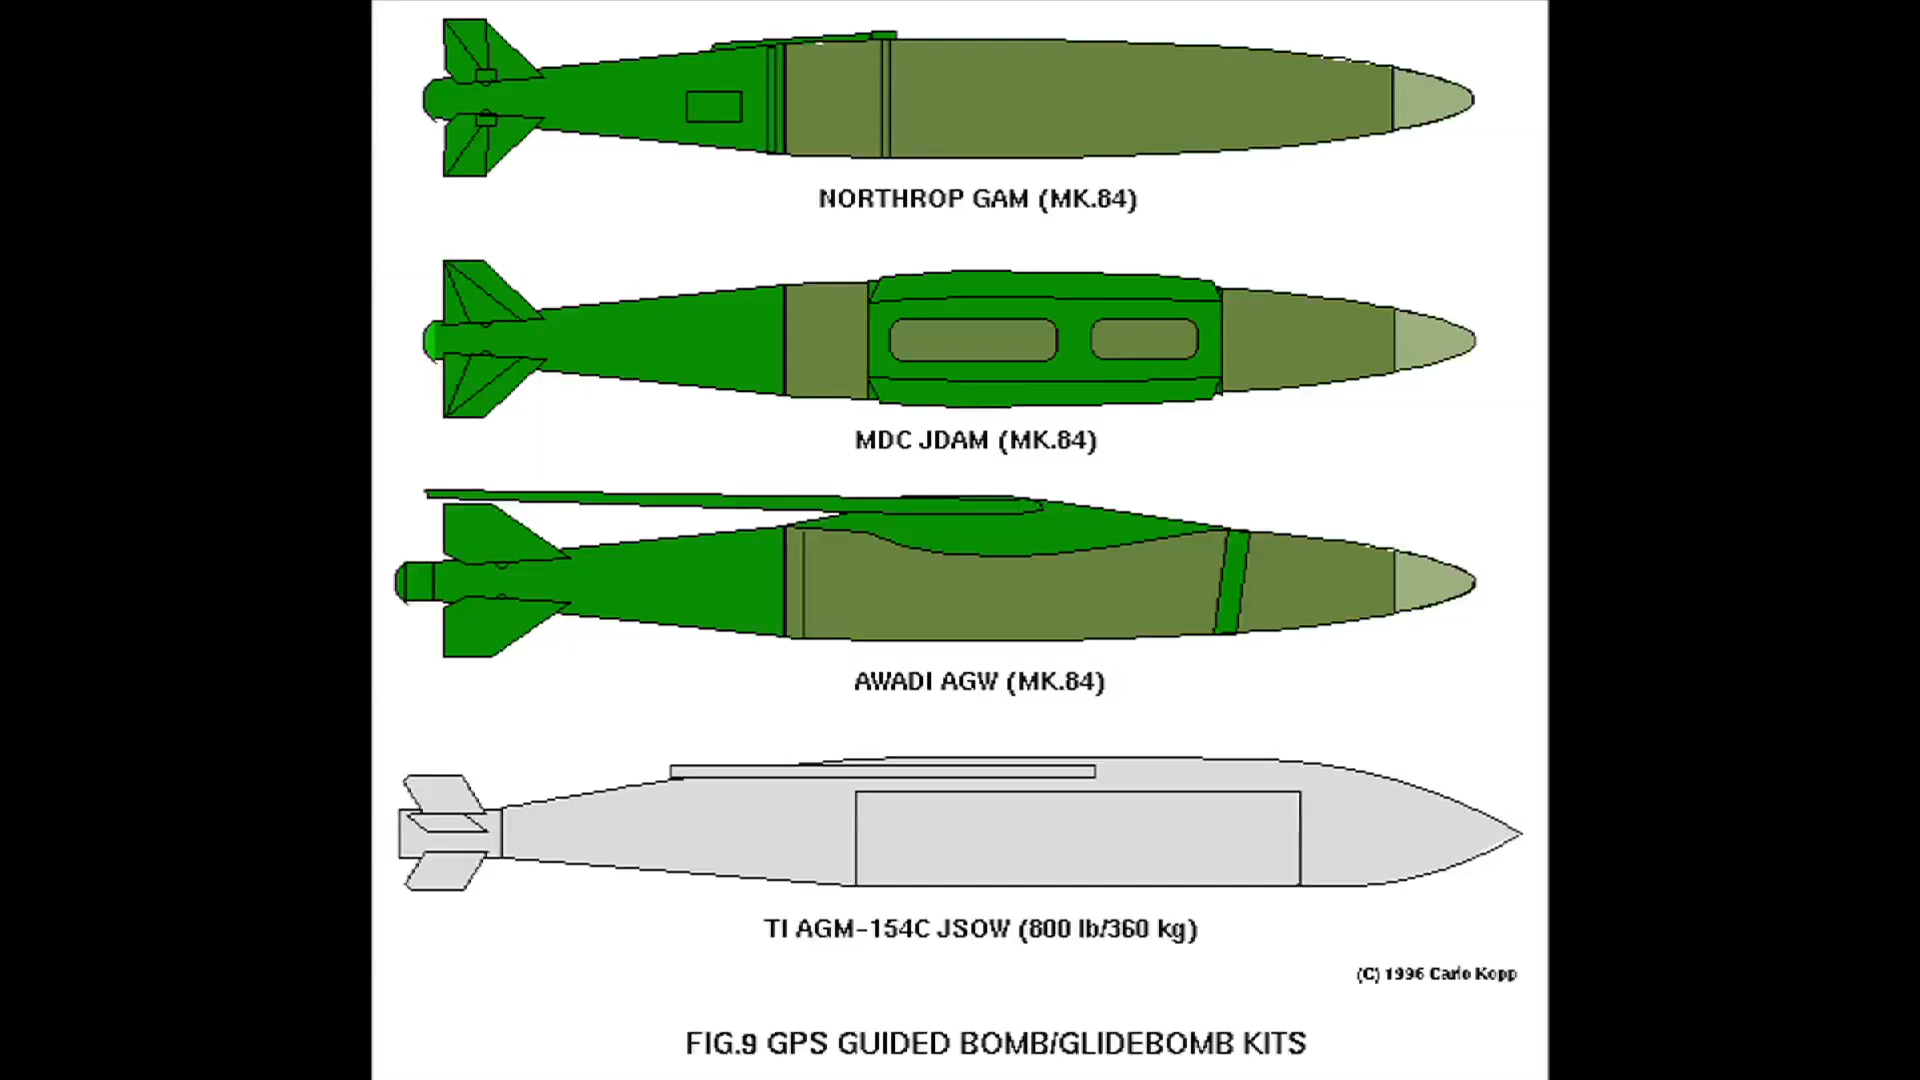 NORTHROP GAM (MK.84)
MDC JDAM (MK.84)
AWADI AGW (MK.84)
TI AGM-154C JSOW (800 lb/360 kg)
(C) 1996 Carlo Kopp
FIG.9 GPS GUIDED BOMB/GLIDEBOMB KITS